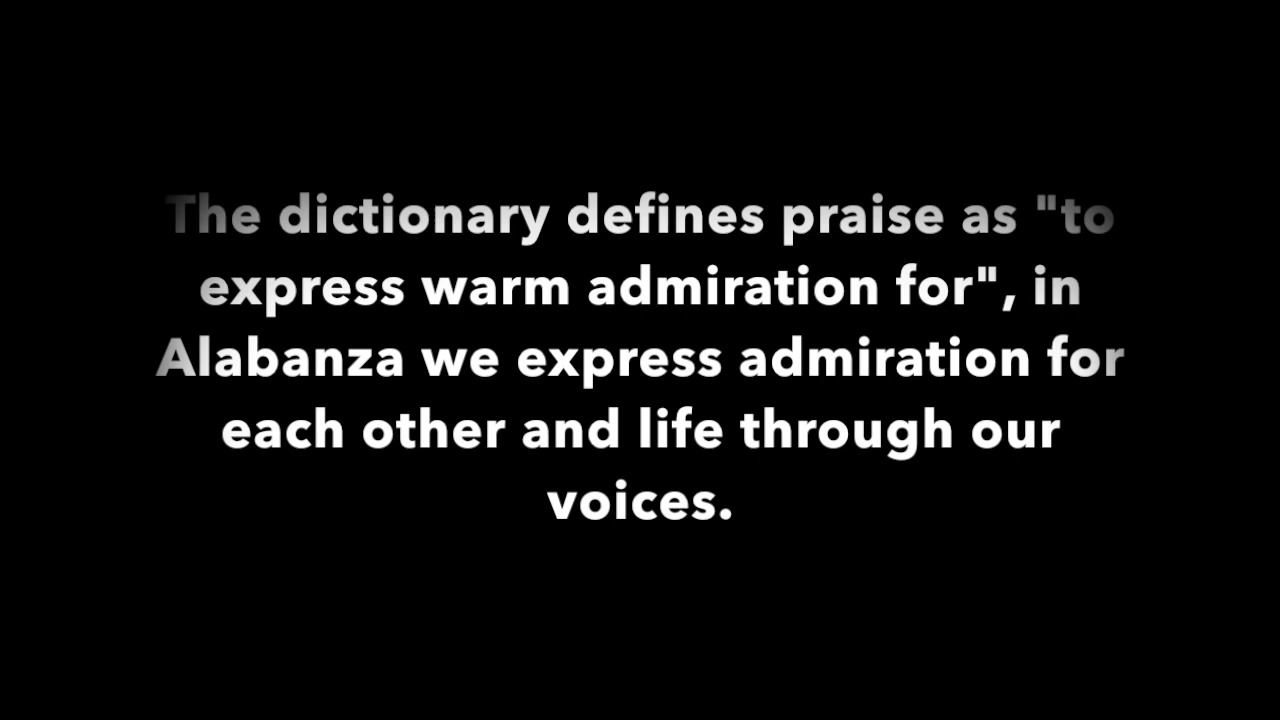 The dictionary defines praise as "to
express warm admiration for", in
Alabanza we express admiration for
each other and life through our
voices.